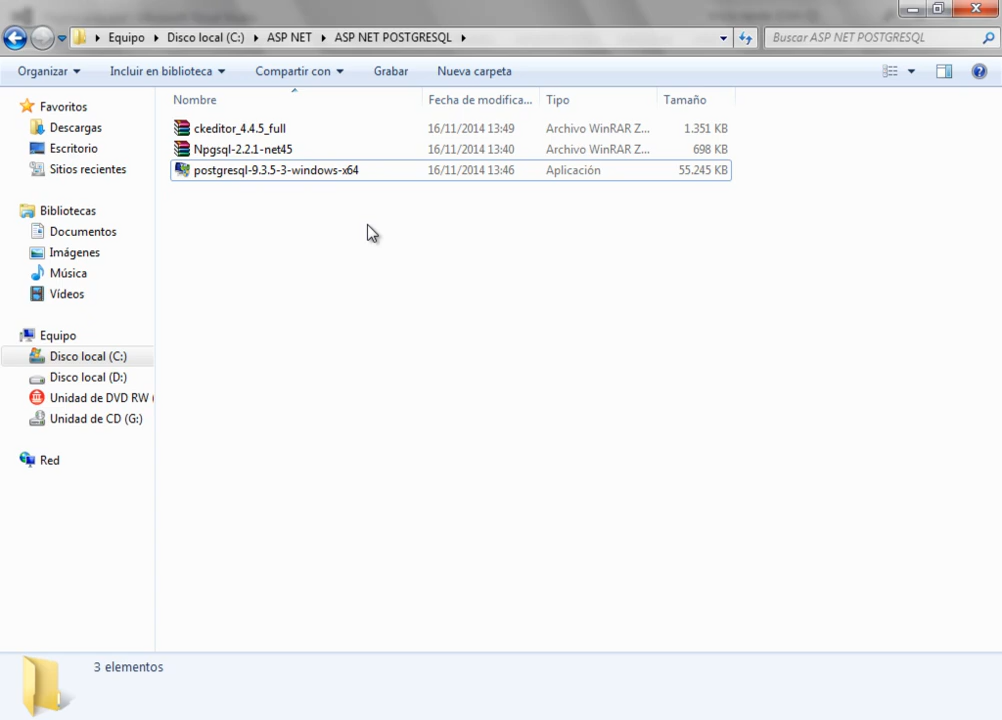 Equipo Disco local (C:) ASP NET ASP NET POSTGRESQL Buscar ASP NET POSTGRESQL
Organizar Incluir en biblioteca Compartir con Grabar Nueva carpeta
Favoritos
Descargas
Escritorio
Sitios recientes
Bibliotecas
Documentos
Imágenes
Música
Vídeos
Equipo
Disco local (C:)
Disco local (D:)
Unidad de DVD RW (
Unidad de CD (G:)
Red
Nombre Fecha de modifica... Tipo Tamaño
ckeditor_4.4.5_full 16/11/2014 13:49 Archivo WinRAR Z... 1.351 KB
Npgsql-2.2.1-net45 16/11/2014 13:40 Archivo WinRAR Z... 698 KB
postgresql-9.3.5-3-windows-x64 16/11/2014 13:46 Aplicación 55.245 KB
3 elementos